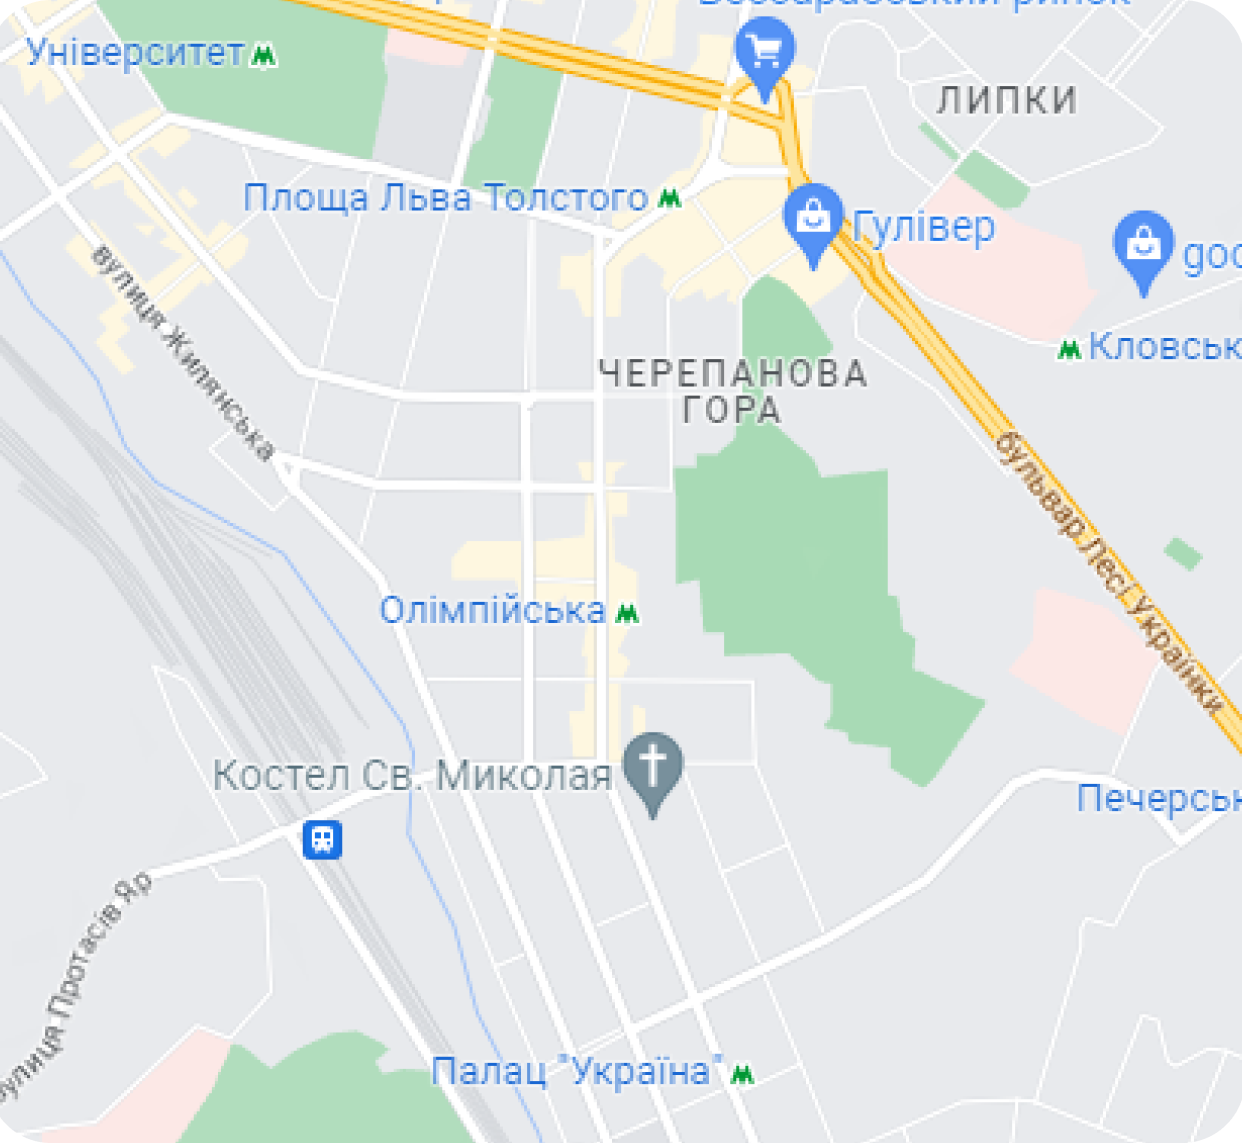 Університет
ЛИПКИ
Площа Льва Толстого
Гулівер
вулиця Жилянська
Кловськ
ЧЕРЕПАНОВА
ГОРА
бульвар Лесі Українки
Олімпійська
Костел Св. Миколая
Печерськ
вулиця Протасів Яр
Палац "Україна"